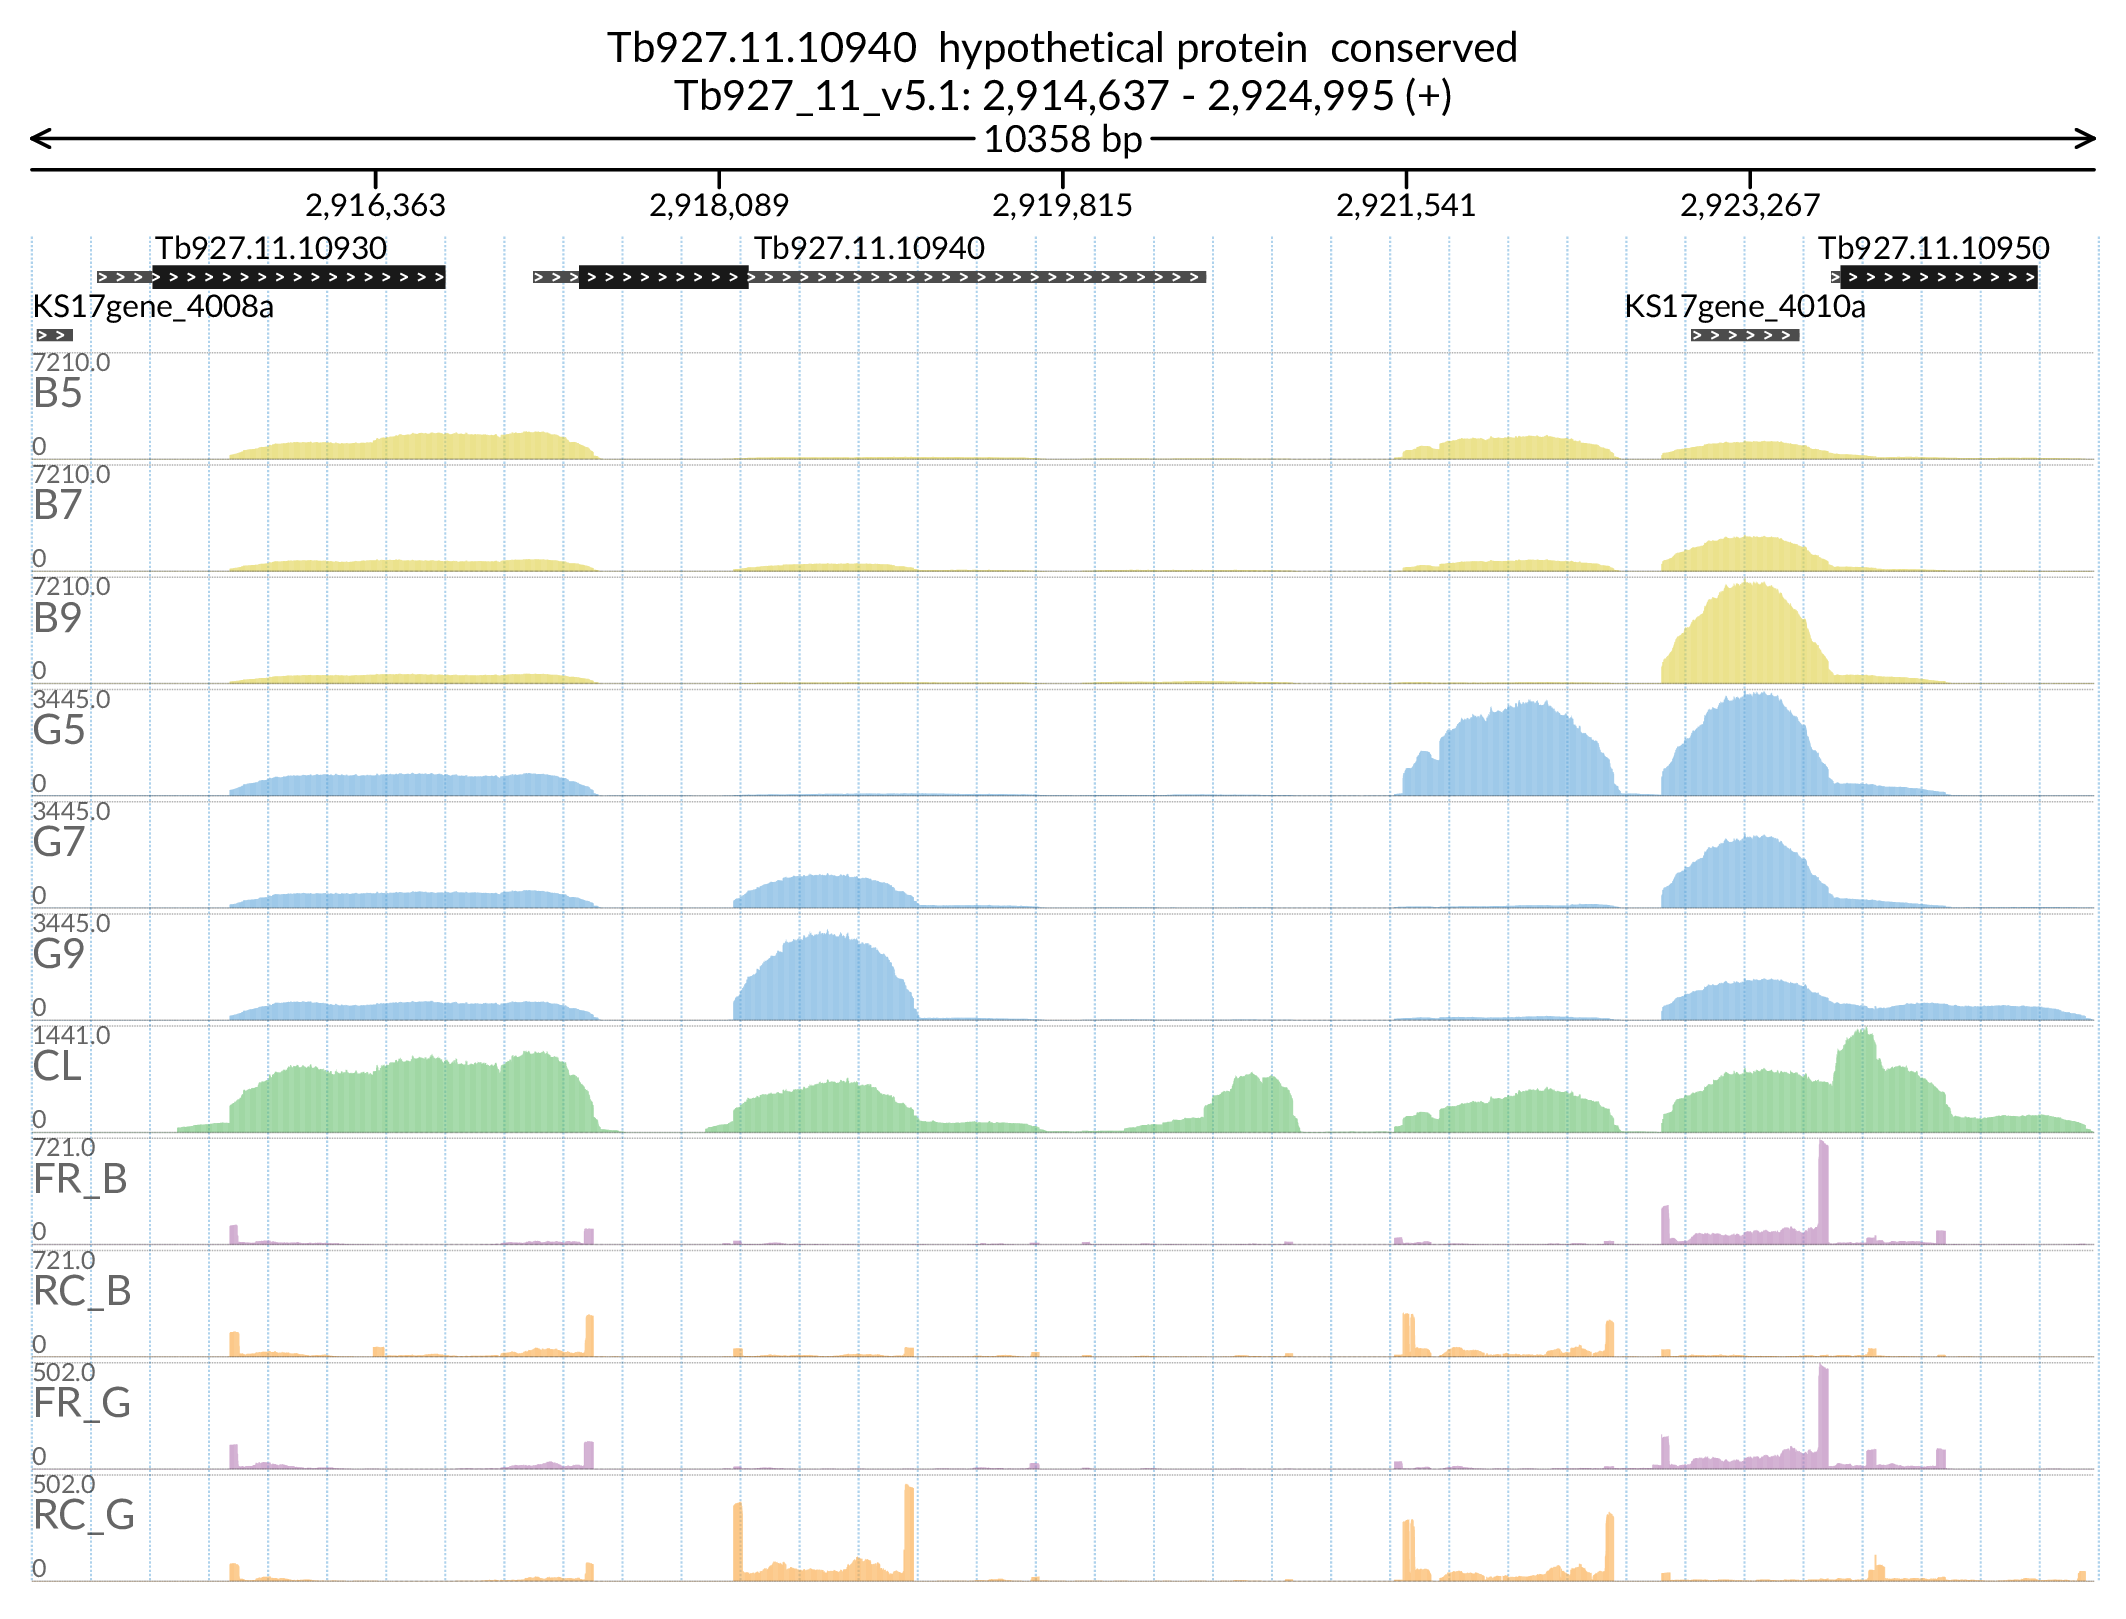 Tb927.11.10940 hypothetical protein conserved
Tb927_11_v5.1: 2,914,637 - 2,924,995 (+)
10358 bp
2,916,363 2,918,089 2,919,815 2,921,541 2,923,267
Tb927.11.10930 Tb927.11.10940 Tb927.11.10950
KS17gene_4008a KS17gene_4010a
7210.0
B5
0
7210.0
B7
0
7210.0
B9
0
3445.0
G5
0
3445.0
G7
0
3445.0
G9
0
1441.0
CL
0
721.0
FR_B
0
721.0
RC_B
0
502.0
FR_G
0
502.0
RC_G
0